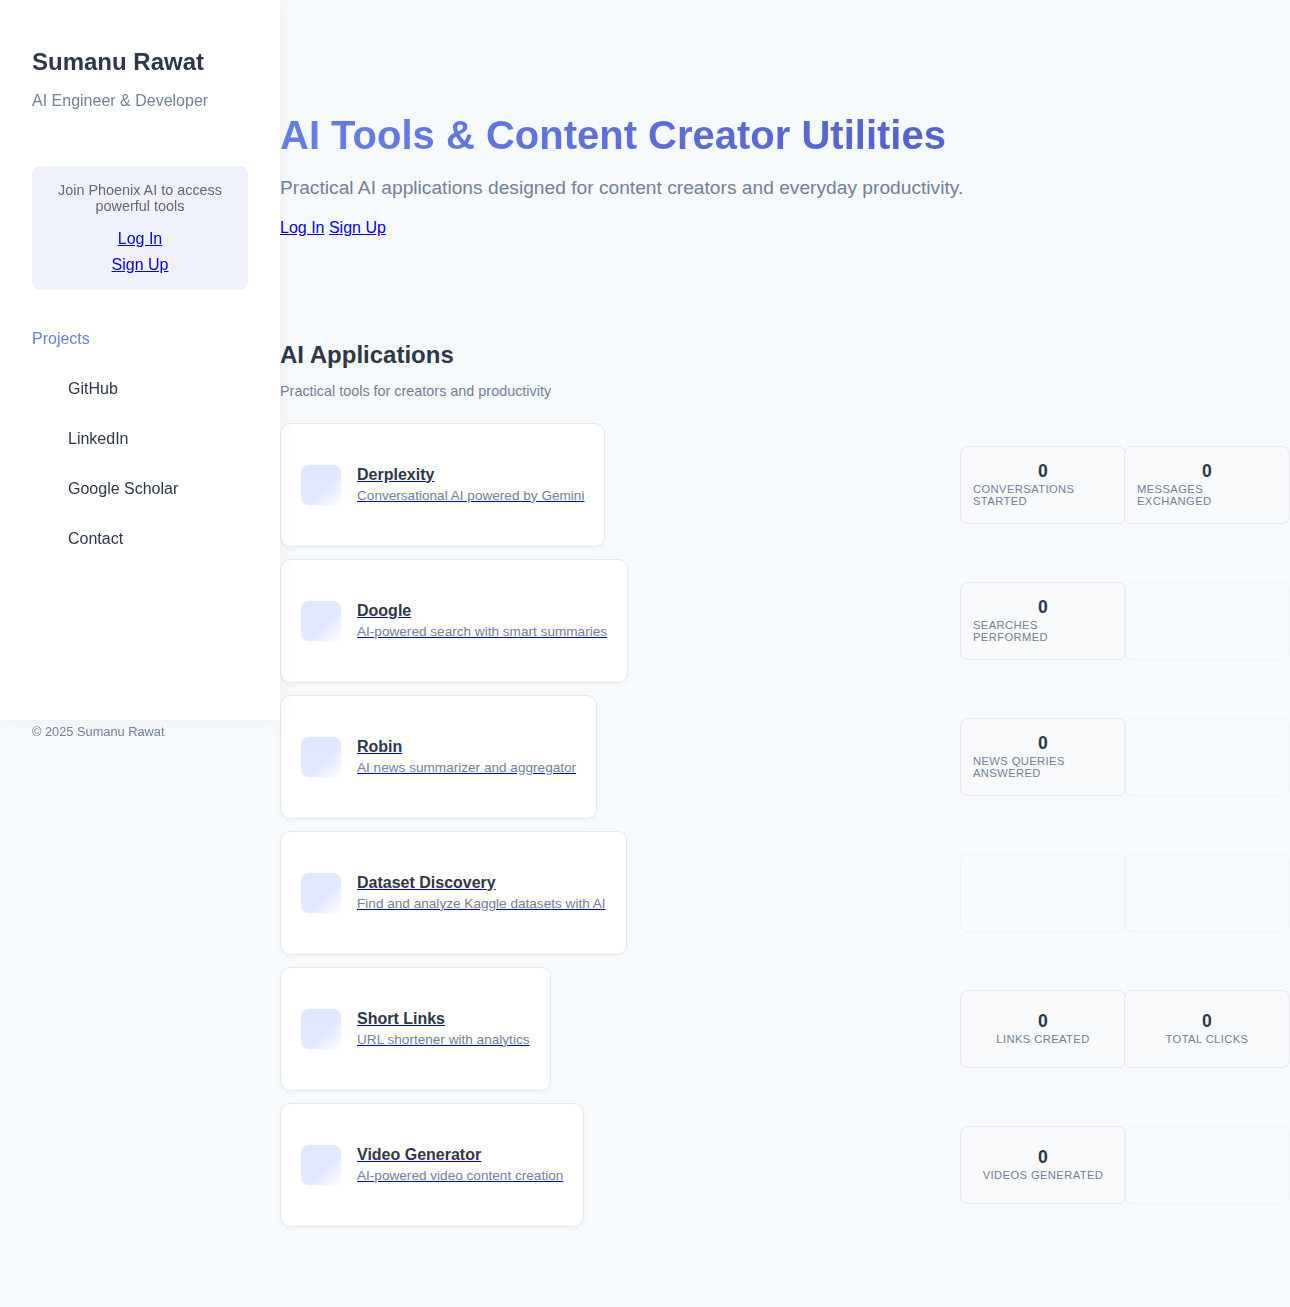 Sumanu Rawat
AI Engineer & Developer
Join Phoenix AI to access
powerful tools
Log In
Sign Up
Projects
GitHub
LinkedIn
Google Scholar
Contact
© 2025 Sumanu Rawat
AI Tools & Content Creator Utilities
Practical AI applications designed for content creators and everyday productivity.
Log In Sign Up
AI Applications
Practical tools for creators and productivity
Derplexity
Conversational AI powered by Gemini
0
CONVERSATIONS
STARTED
0
MESSAGES
EXCHANGED
Doogle
AI-powered search with smart summaries
0
SEARCHES
PERFORMED
Robin
AI news summarizer and aggregator
0
NEWS QUERIES
ANSWERED
Dataset Discovery
Find and analyze Kaggle datasets with AI
Short Links
URL shortener with analytics
0
LINKS CREATED
0
TOTAL CLICKS
Video Generator
AI-powered video content creation
0
VIDEOS GENERATED